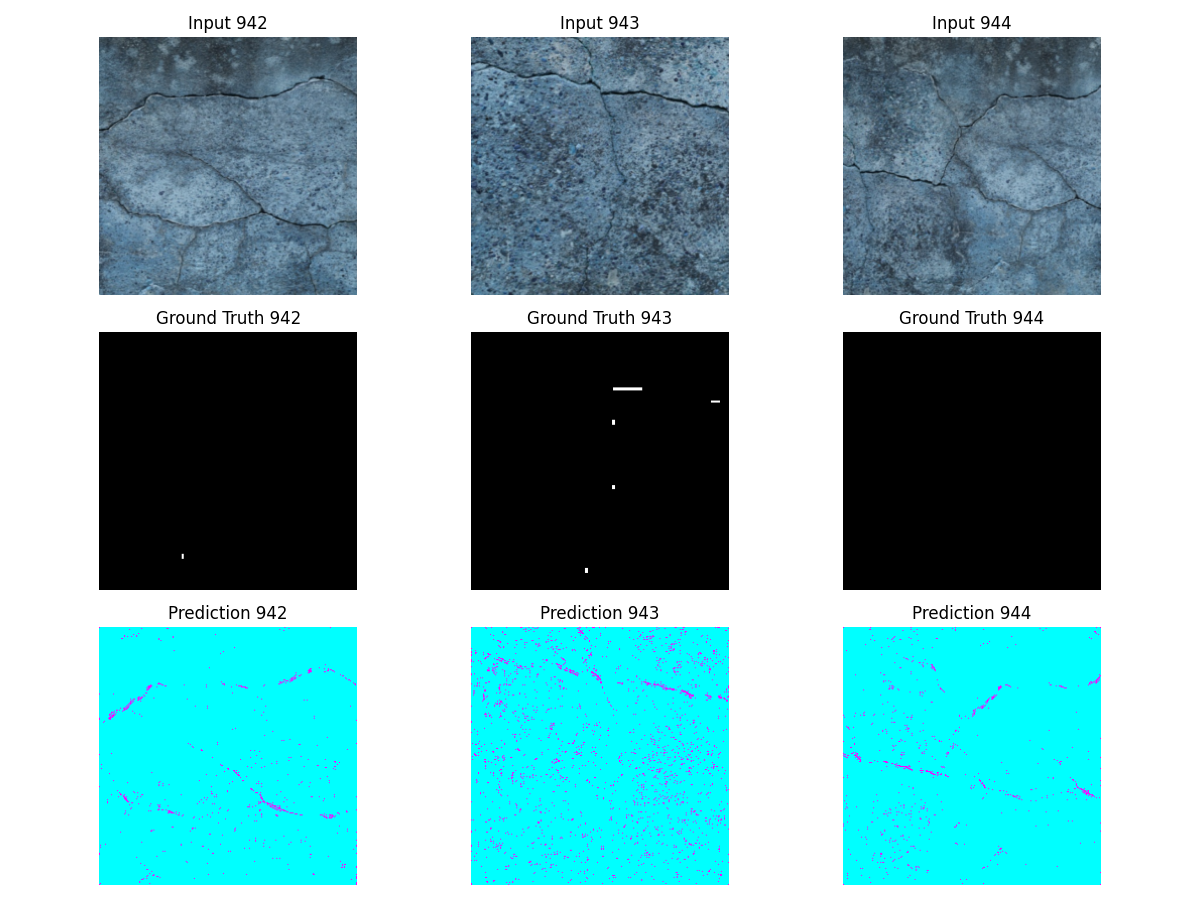 Input 942
Input 943
Input 944
Ground Truth 942
Ground Truth 943
Ground Truth 944
Prediction 942
Prediction 943
Prediction 944